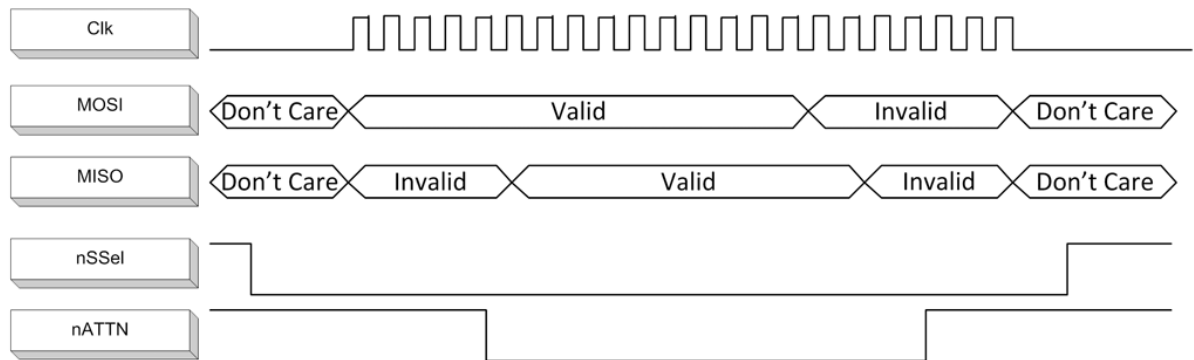 Clk
MOSI Don't Care Valid Invalid Don't Care
MISO Don't Care Invalid Valid Invalid Don't Care
nSSel
nATTN